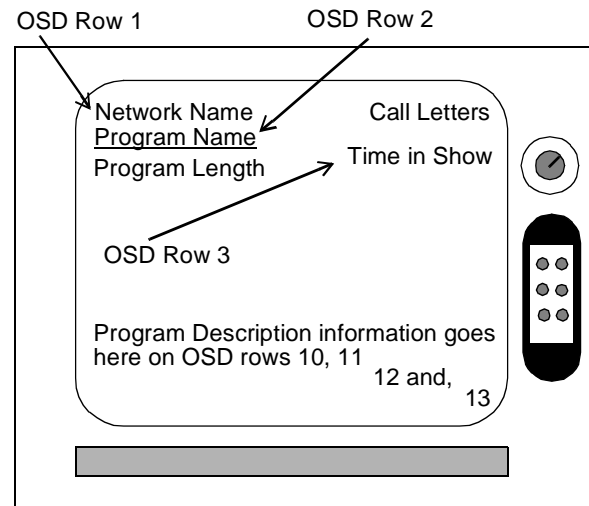 OSD Row 1
OSD Row 2
Network Name
Call Letters
Program Name
Time in Show
Program Length
OSD Row 3
Program Description information goes
here on OSD rows 10, 11
12 and,
13